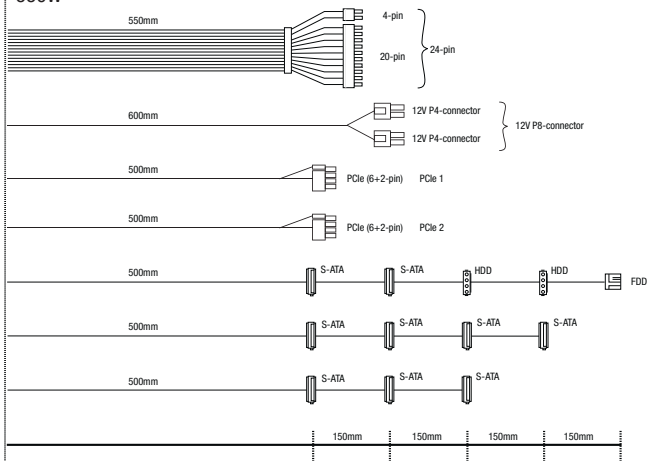 550mm
4-pin
20-pin
24-pin
600mm
12V P4-connector
12V P4-connector
12V P8-connector
500mm
PCIe (6+2-pin) PCIe 1
500mm
PCIe (6+2-pin) PCIe 2
500mm S-ATA S-ATA HDD HDD FDD
500mm S-ATA S-ATA S-ATA S-ATA
500mm S-ATA S-ATA S-ATA
150mm 150mm 150mm 150mm